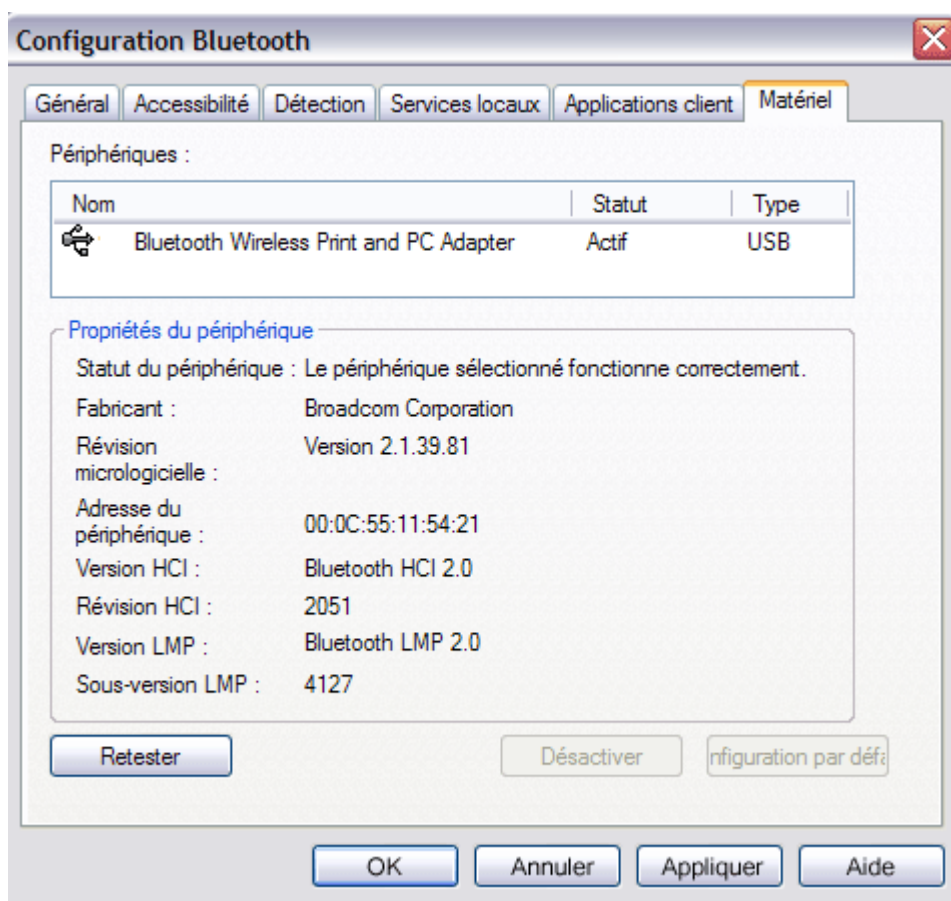 Configuration Bluetooth
Général Accessibilité Détection Services locaux Applications client Matériel
Périphériques :
Nom Statut Type
Bluetooth Wireless Print and PC Adapter Actif USB
Propriétés du périphérique
Statut du périphérique : Le périphérique sélectionné fonctionne correctement.
Fabricant : Broadcom Corporation
Révision Version 2.1.39.81
micrologicielle :
Adresse du
périphérique : 00:0C:55:11:54:21
Version HCI : Bluetooth HCI 2.0
Révision HCI : 2051
Version LMP : Bluetooth LMP 2.0
Sous-version LMP : 4127
Retester Désactiver nfiguration par défa
OK Annuler Appliquer Aide